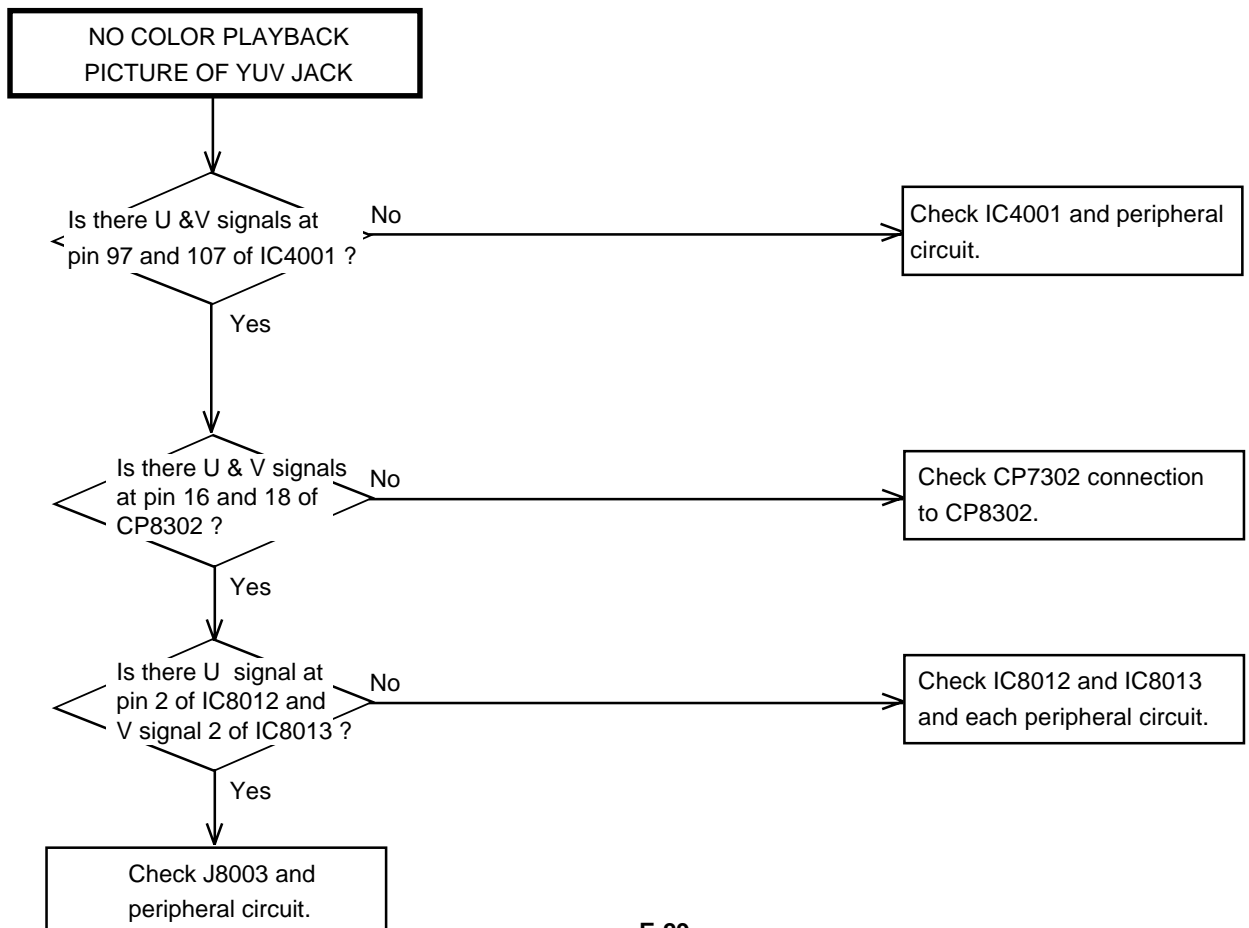 NO COLOR PLAYBACK
PICTURE OF YUV JACK
Is there U &V signals at
pin 97 and 107 of IC4001 ?
No
Check IC4001 and peripheral
circuit.
Yes
Is there U & V signals
at pin 16 and 18 of
CP8302 ?
No
Check CP7302 connection
to CP8302.
Yes
Is there U  signal at
pin 2 of IC8012 and
V signal 2 of IC8013 ?
No
Check IC8012 and IC8013
and each peripheral circuit.
Yes
Check J8003 and
peripheral circuit.